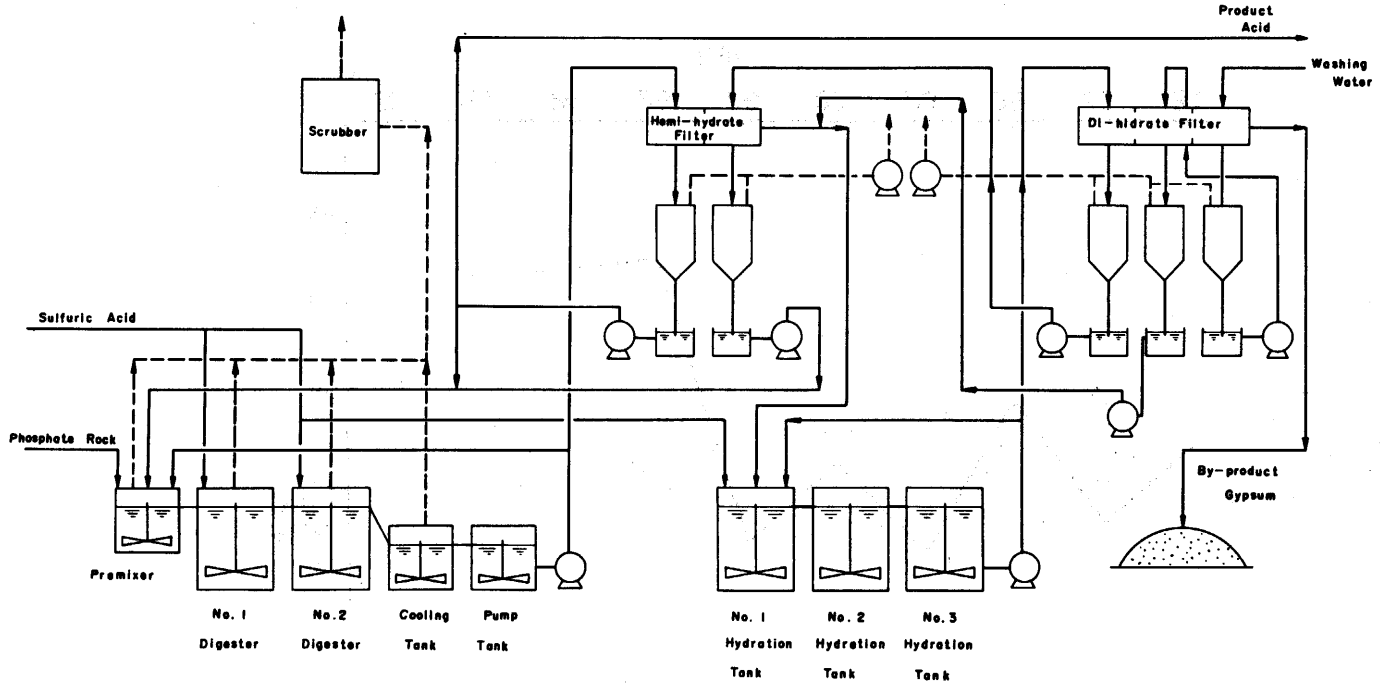 Product
Acid
Washing
Water
Scrubber
Hemi-hydrate
Filter
Di-hidrate Filter
Sulfuric Acid
Phosphate Rock
By-product
Gypsum
Premixer
No. 1
Digester
No. 2
Digester
Cooling
Tank
Pump
Tank
No. 1
Hydration
Tank
No. 2
Hydration
Tank
No. 3
Hydration
Tank